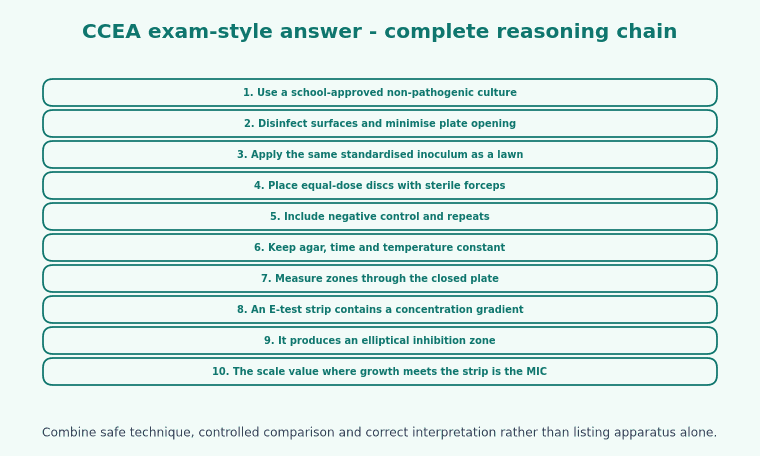 CCEA exam-style answer - complete reasoning chain
1. Use a school-approved non-pathogenic culture
2. Disinfect surfaces and minimise plate opening
3. Apply the same standardised inoculum as a lawn
4. Place equal-dose discs with sterile forceps
5. Include negative control and repeats
6. Keep agar, time and temperature constant
7. Measure zones through the closed plate
8. An E-test strip contains a concentration gradient
9. It produces an elliptical inhibition zone
10. The scale value where growth meets the strip is the MIC
Combine safe technique, controlled comparison and correct interpretation rather than listing apparatus alone.